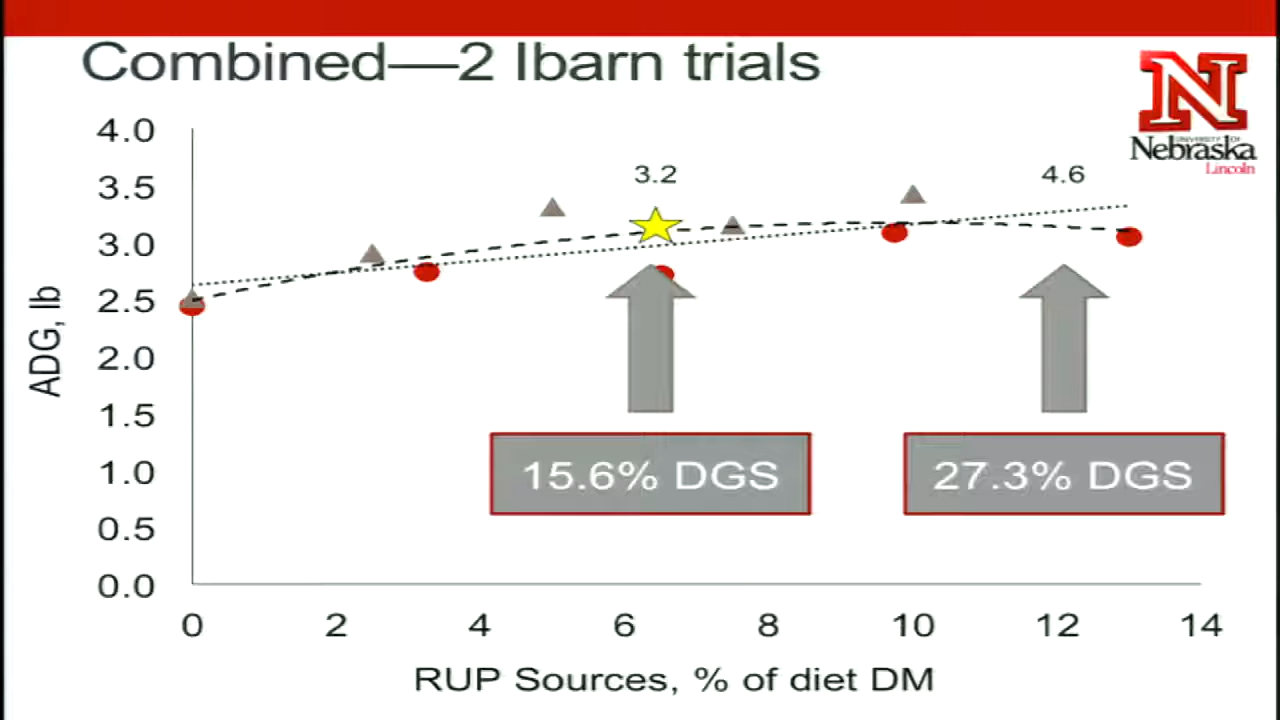 Combined—2 Ibarn trials
N
UNIVERSITY OF
Nebraska
Lincoln
4.0
3.5
3.0
2.5
2.0
1.5
1.0
0.5
0.0
ADG, lb
3.2
4.6
15.6% DGS
27.3% DGS
0 2 4 6 8 10 12 14
RUP Sources, % of diet DM